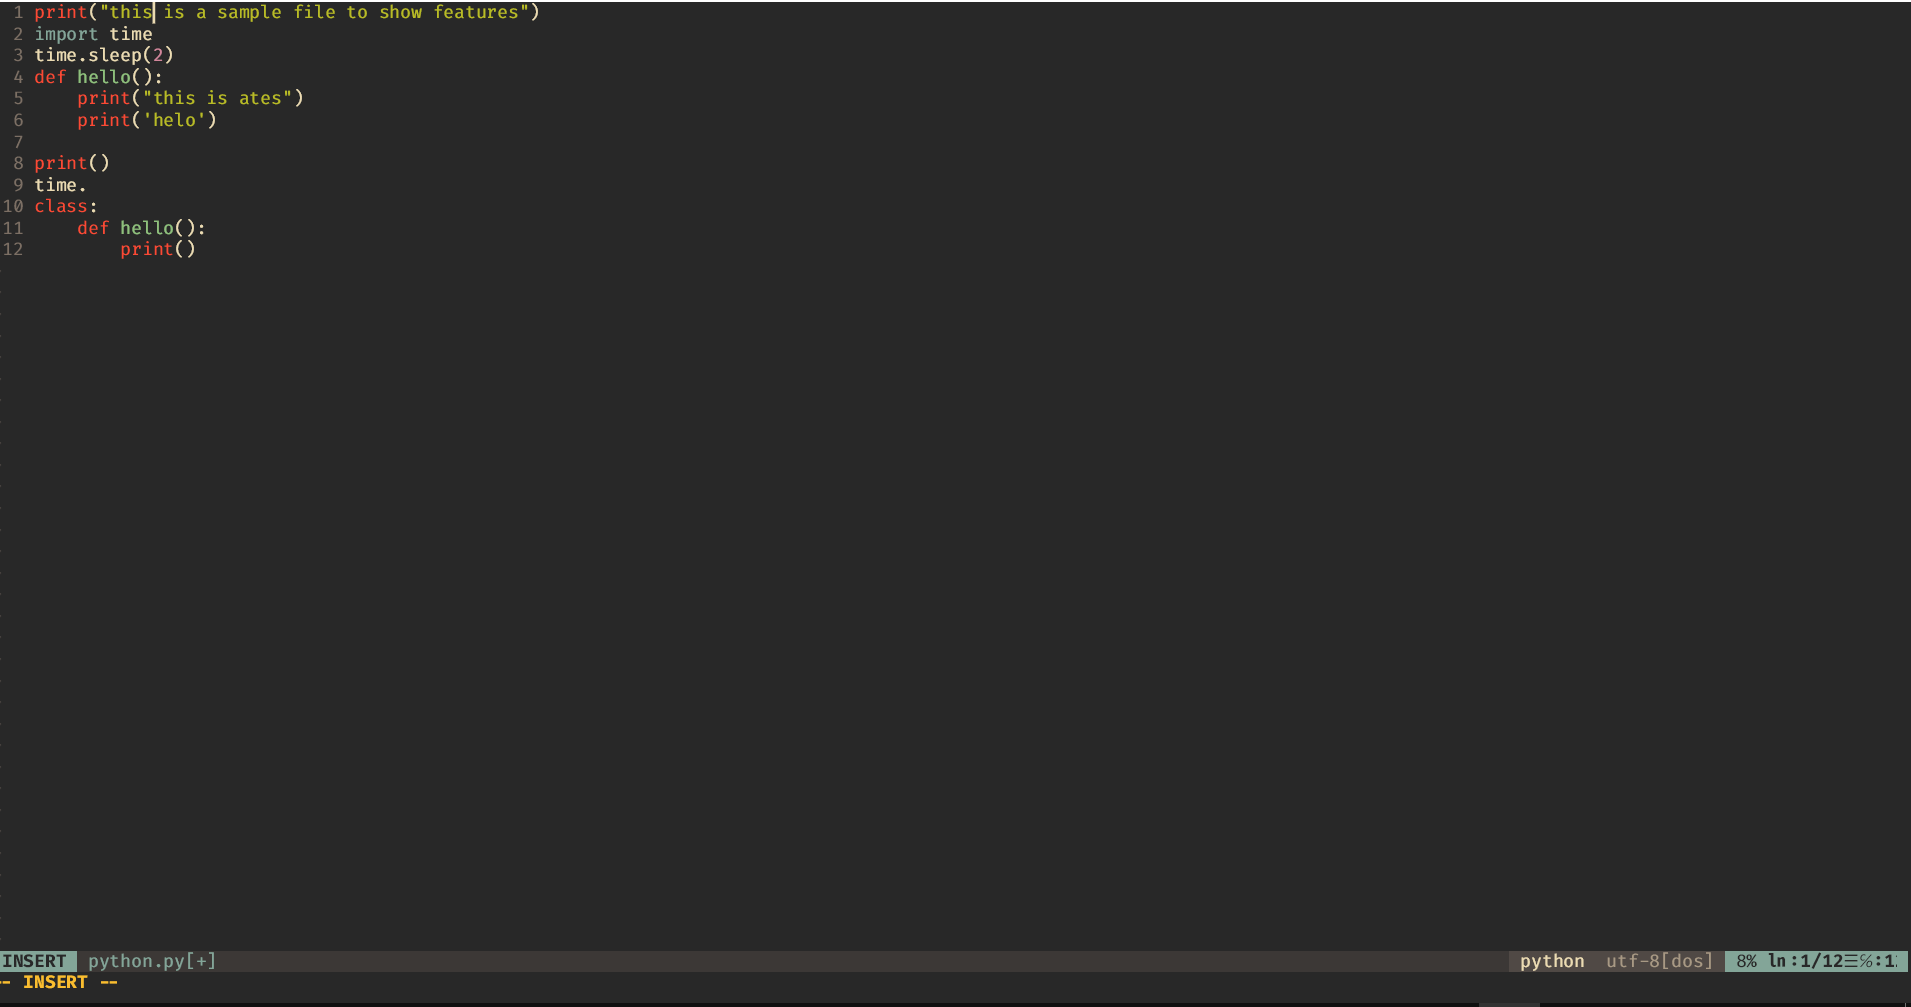 1 print("this is a sample file to show features")
2 import time
3 time.sleep(2)
4 def hello():
5     print("this is ates")
6     print('helo')
7
8 print()
9 time.
10 class:
11     def hello():
12         print()
INSERT python.py[+] python utf-8[dos] 8% ln:1/12☰℅:1
-- INSERT --